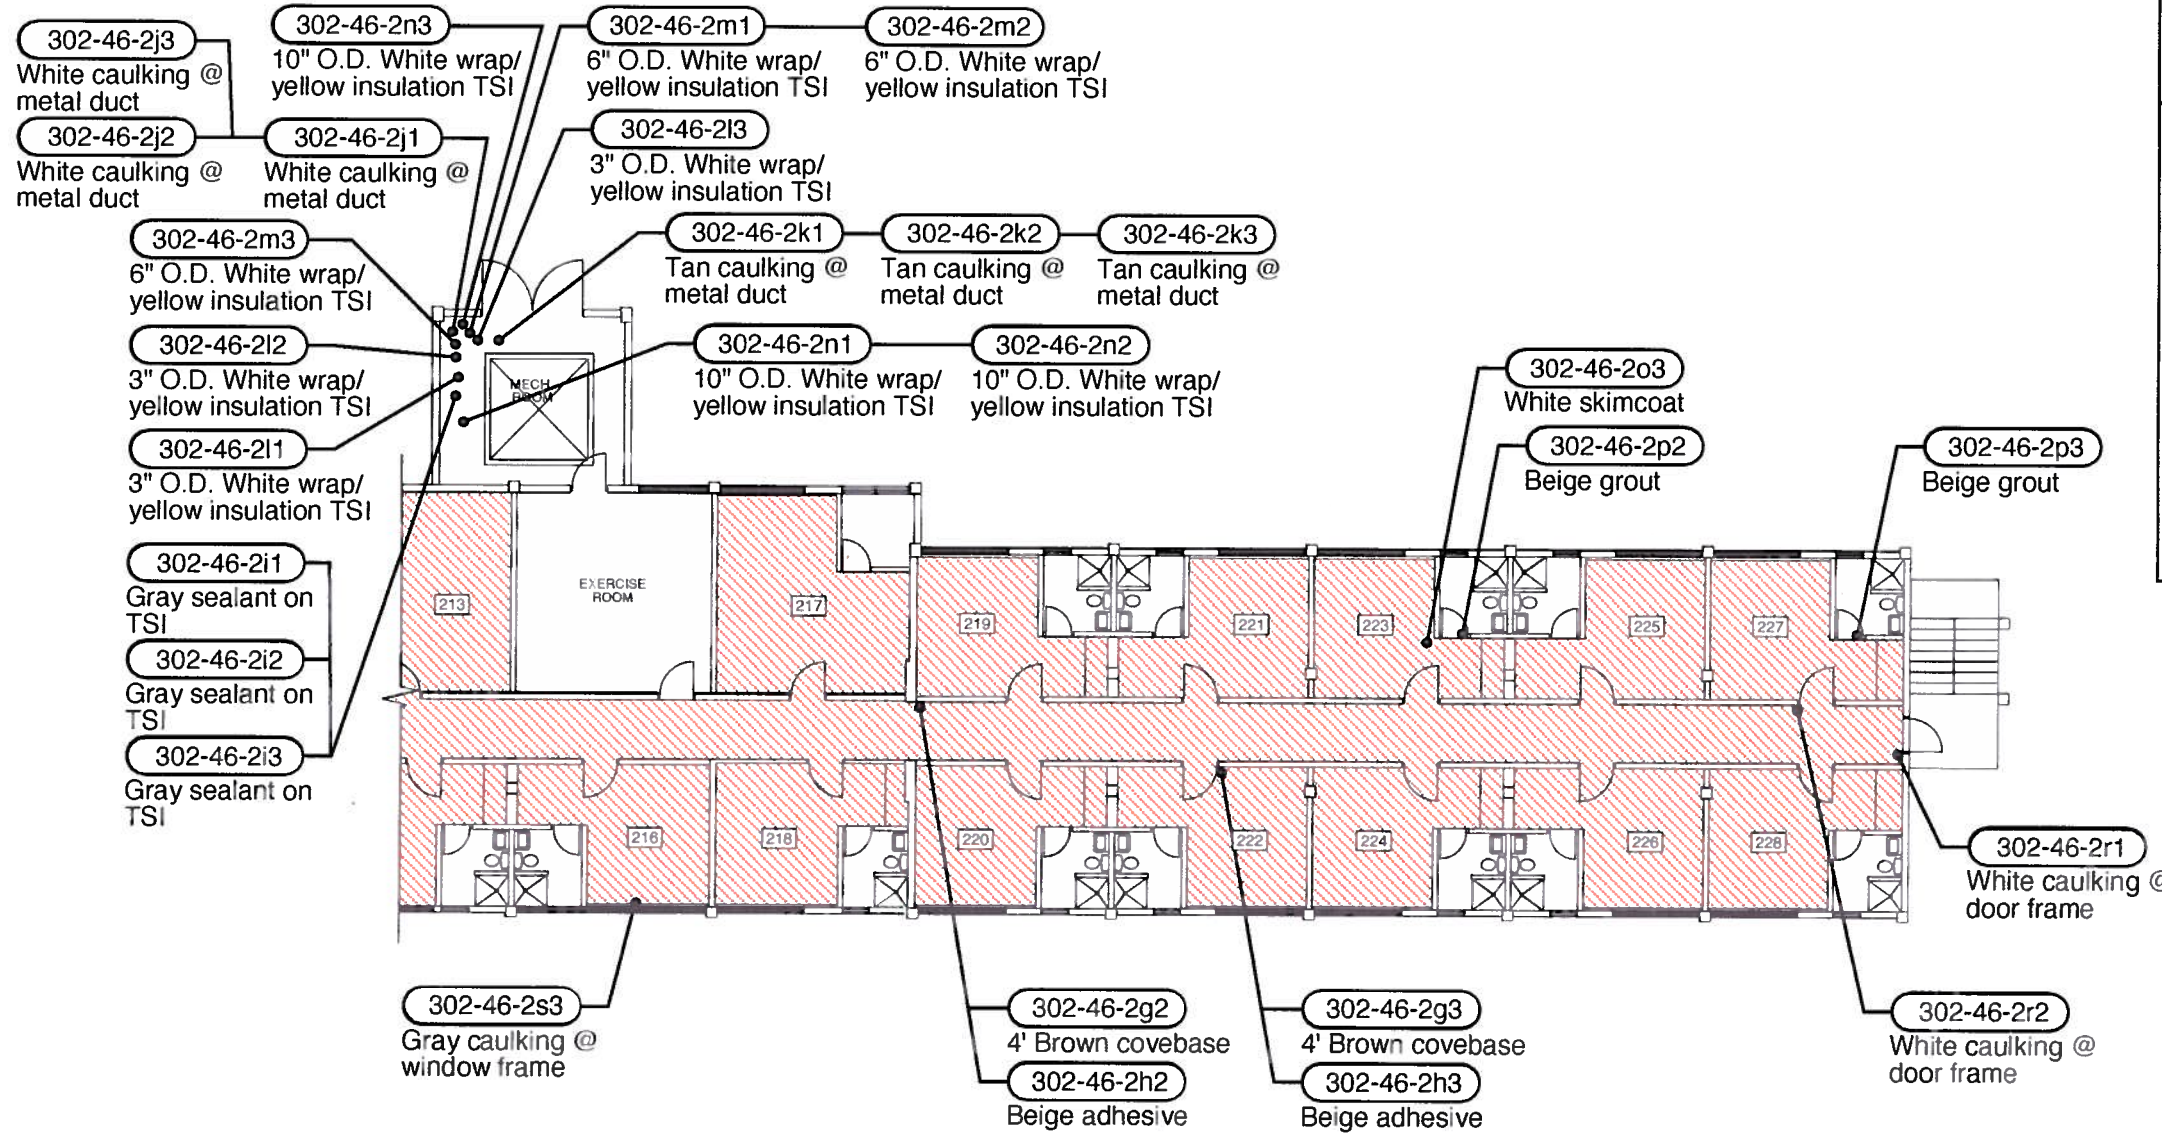 302-46-2j3
White caulking @
metal duct
302-46-2n3
10" O.D. White wrap/
yellow insulation TSI
302-46-2m1
6" O.D. White wrap/
yellow insulation TSI
302-46-2m2
6" O.D. White wrap/
yellow insulation TSI
302-46-2j2
White caulking @
metal duct
302-46-2j1
White caulking @
metal duct
302-46-2l3
3" O.D. White wrap/
yellow insulation TSI
302-46-2m3
6" O.D. White wrap/
yellow insulation TSI
302-46-2k1
Tan caulking @
metal duct
302-46-2k2
Tan caulking @
metal duct
302-46-2k3
Tan caulking @
metal duct
302-46-2l2
3" O.D. White wrap/
yellow insulation TSI
302-46-2n1
10" O.D. White wrap/
yellow insulation TSI
302-46-2n2
10" O.D. White wrap/
yellow insulation TSI
MECH
ROOM
302-46-2o3
White skimcoat
302-46-2l1
3" O.D. White wrap/
yellow insulation TSI
302-46-2p2
Beige grout
302-46-2p3
Beige grout
302-46-2i1
Gray sealant on
TSI
302-46-2i2
Gray sealant on
TSI
302-46-2i3
Gray sealant on
TSI
213
EXERCISE
ROOM
217
219
221
223
225
227
216
218
220
222
224
226
228
302-46-2r1
White caulking @
door frame
302-46-2s3
Gray caulking @
window frame
302-46-2g2
4' Brown covebase
302-46-2h2
Beige adhesive
302-46-2g3
4' Brown covebase
302-46-2h3
Beige adhesive
302-46-2r2
White caulking @
door frame